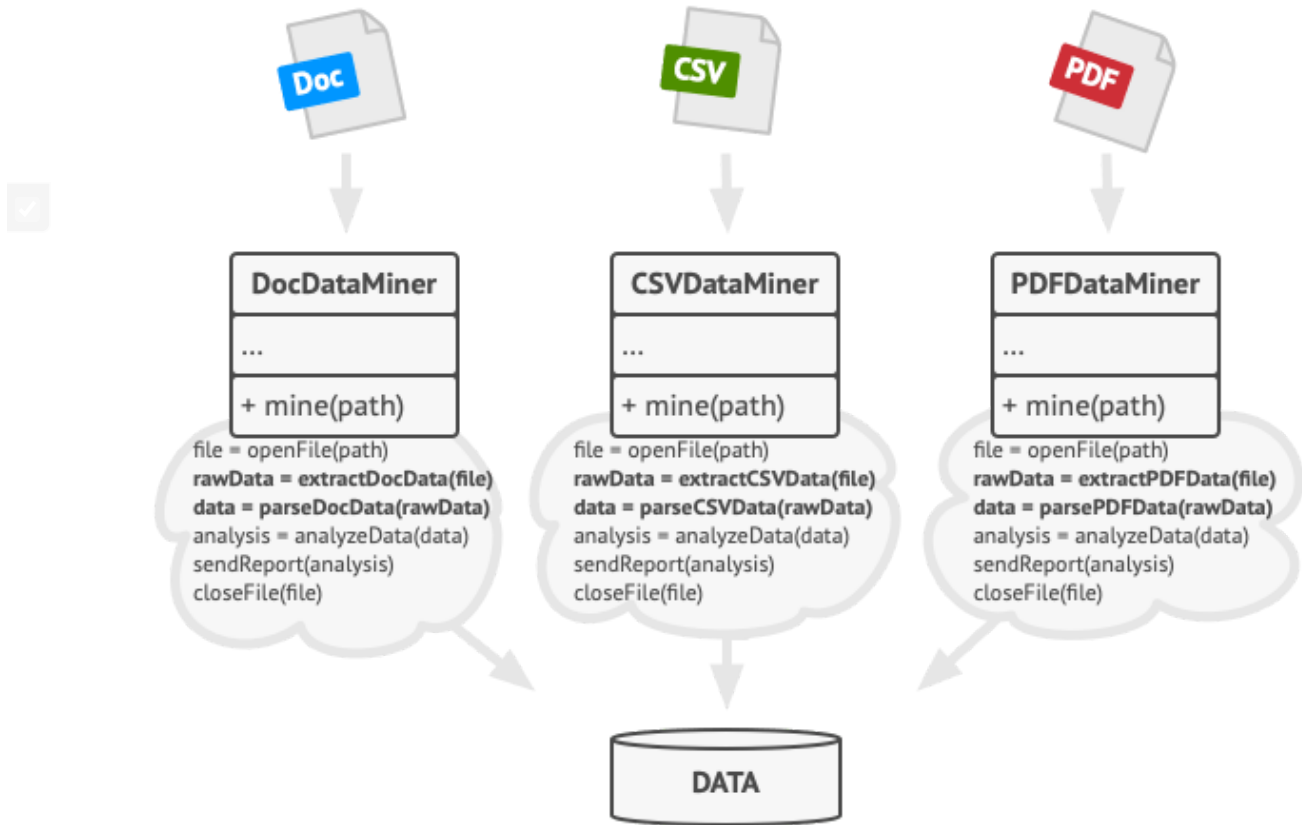 Doc
CSV
PDF
DocDataMiner
...
+ mine(path)
file = openFile(path)
rawData = extractDocData(file)
data = parseDocData(rawData)
analysis = analyzeData(data)
sendReport(analysis)
closeFile(file)
CSVDataMiner
...
+ mine(path)
file = openFile(path)
rawData = extractCSVData(file)
data = parseCSVData(rawData)
analysis = analyzeData(data)
sendReport(analysis)
closeFile(file)
PDFDataMiner
...
+ mine(path)
file = openFile(path)
rawData = extractPDFData(file)
data = parsePDFData(rawData)
analysis = analyzeData(data)
sendReport(analysis)
closeFile(file)
DATA